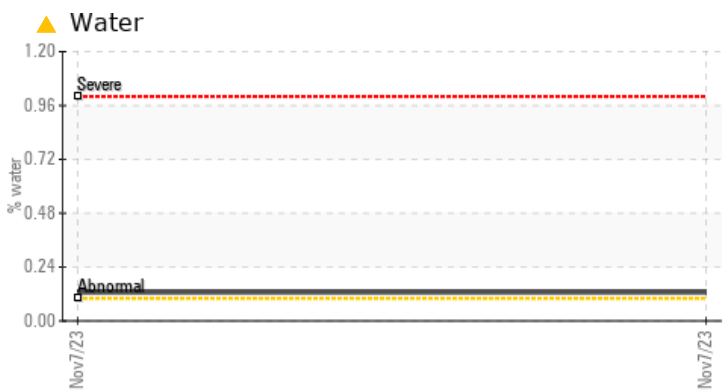 Water
1.20
Severe
0.96
0.72
% water
0.48
0.24
Abnormal
0.00
Nov7/23
Nov7/23